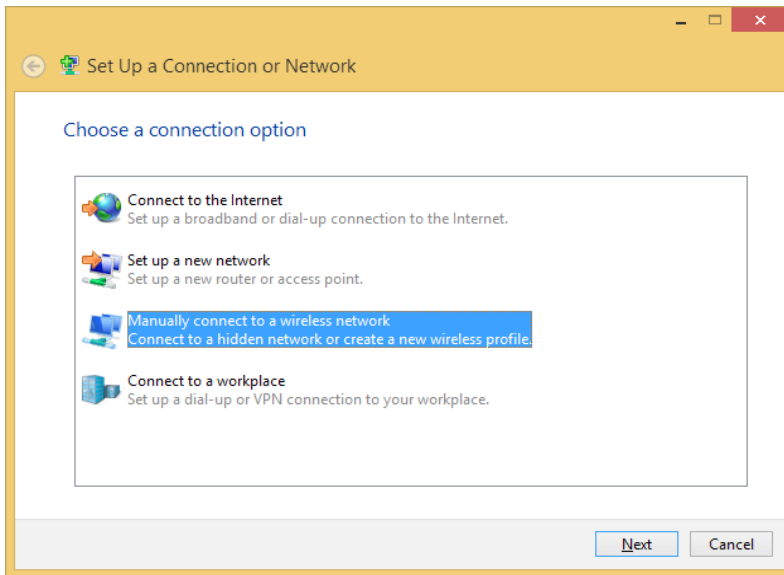 Set Up a Connection or Network
Choose a connection option
Connect to the Internet
Set up a broadband or dial-up connection to the Internet.
Set up a new network
Set up a new router or access point.
Manually connect to a wireless network
Connect to a hidden network or create a new wireless profile.
Connect to a workplace
Set up a dial-up or VPN connection to your workplace.
Next
Cancel